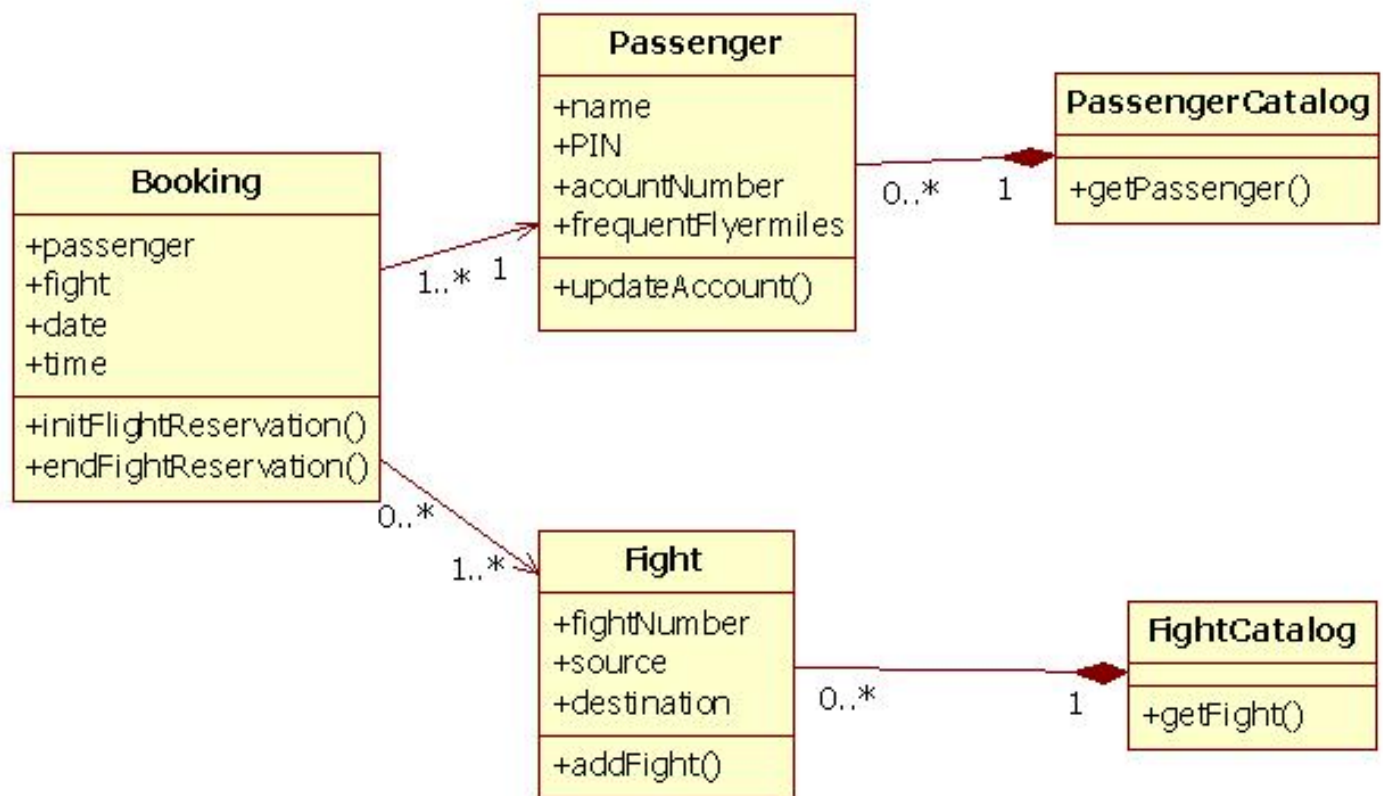 Passenger
+name
+PIN
+acountNumber
+frequentFlyermiles
+updateAccount()
PassengerCatalog
+getPassenger()
0..*
1
Booking
+passenger
+fight
+date
+time
+initFlightReservation()
+endFightReservation()
1..*
1
0..*
1..*
Fight
+fightNumber
+source
+destination
+addFight()
FightCatalog
+getFight()
0..*
1